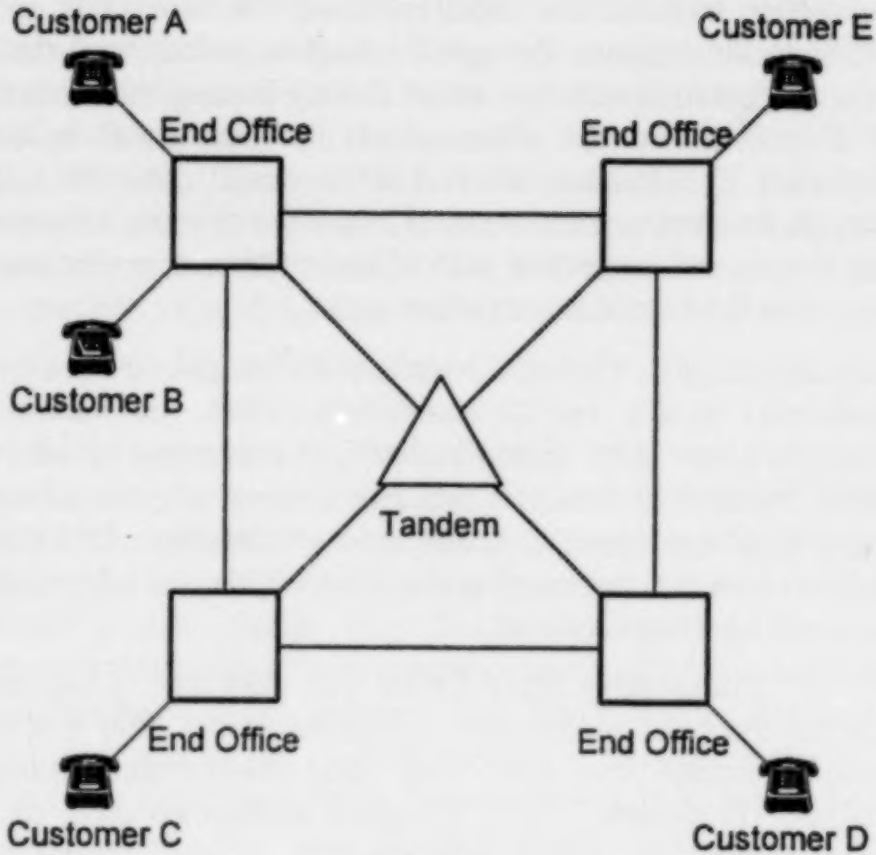 Customer A
Customer E
End Office
End Office
Customer B
Tandem
End Office
End Office
Customer C
Customer D